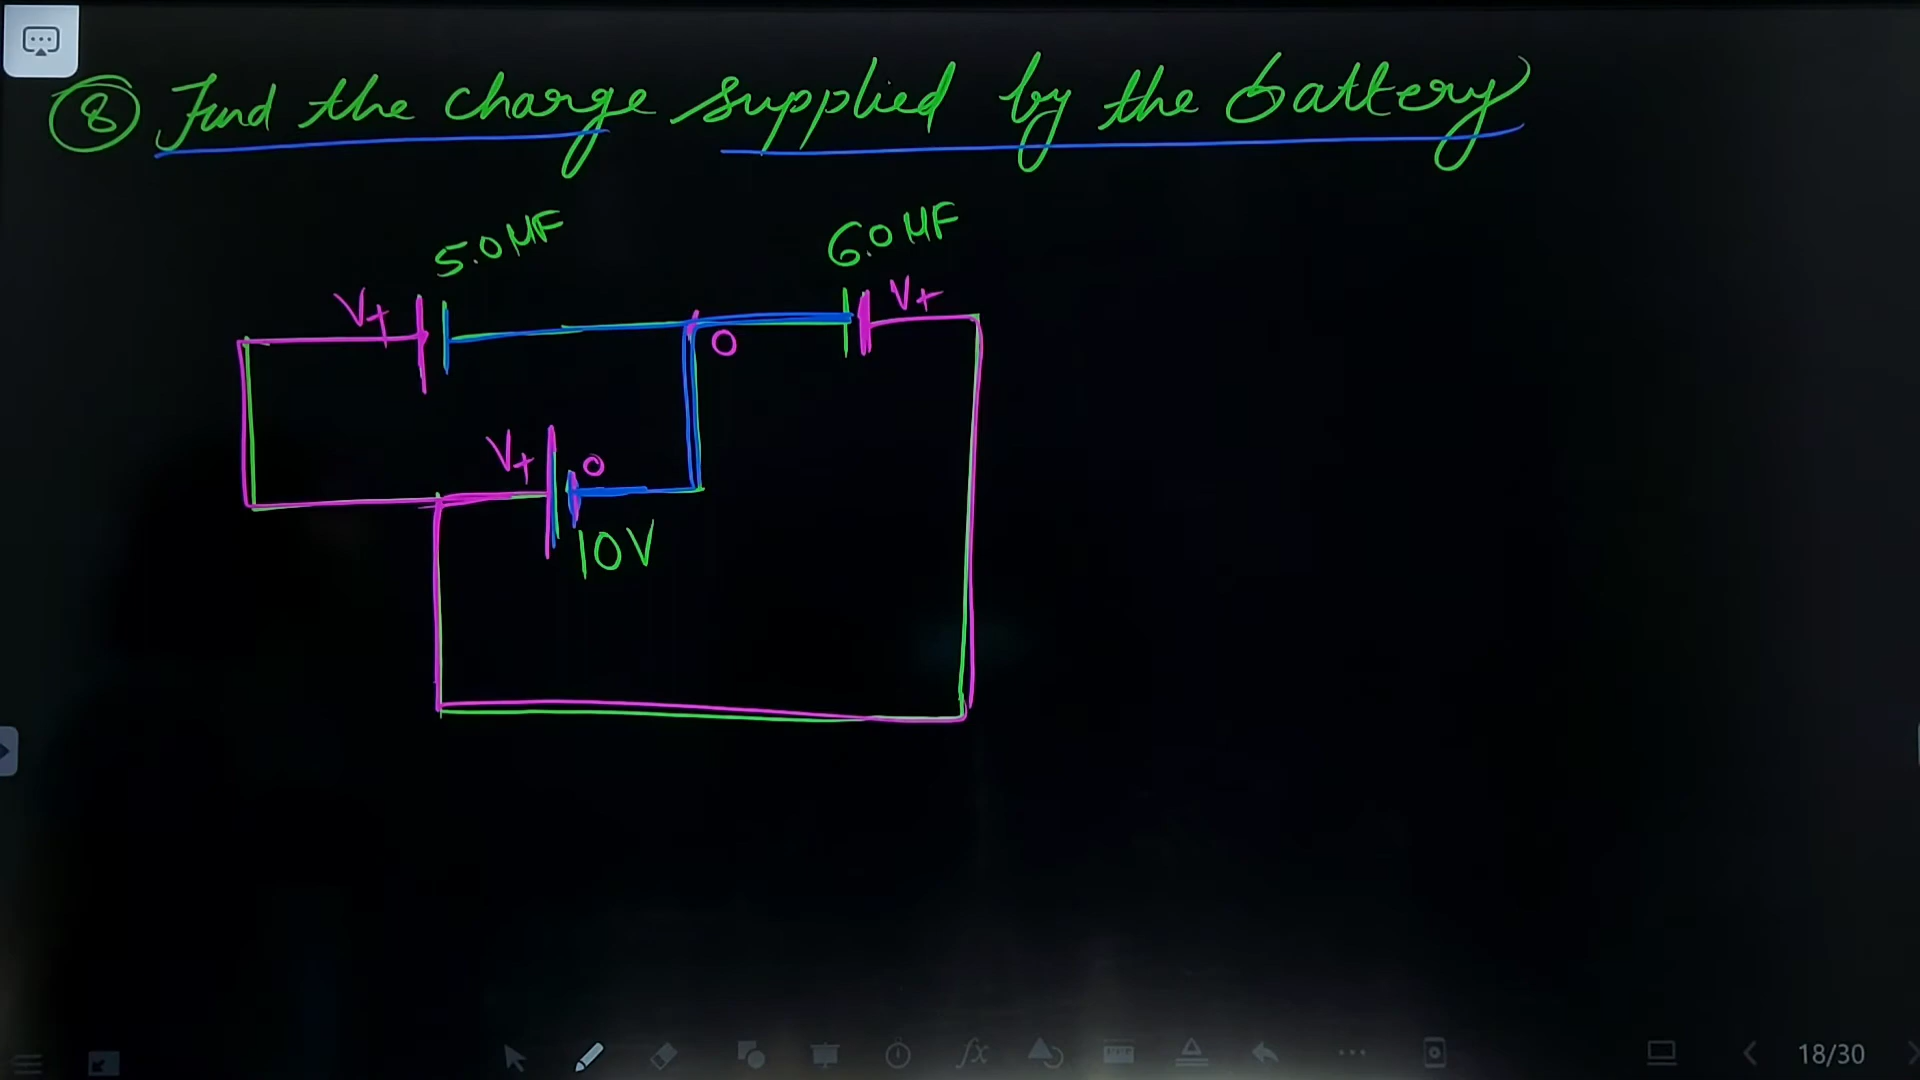 8 Find the charge supplied by the battery
5.0 μF
6.0 μF
V+
V+
0
V+
0
10V
fx
18/30